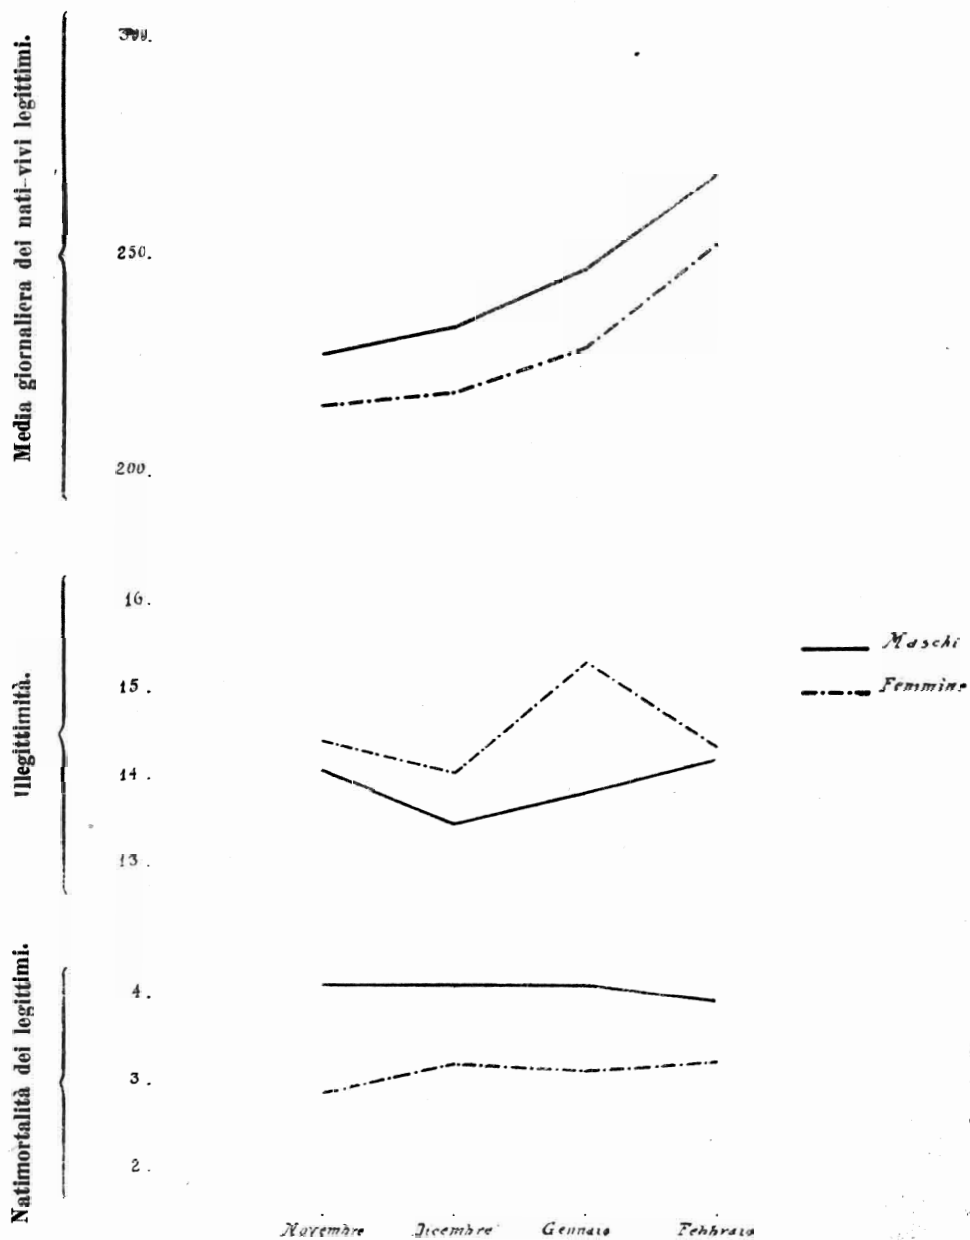 Media giornaliera dei nati-vivi legittimi.
300.
250.
200.
Illegittimità.
16.
15.
14.
13.
Maschi
Femmine
Natimortalità dei legittimi.
4.
3.
2.
Novembre Dicembre Gennaio Febbraio